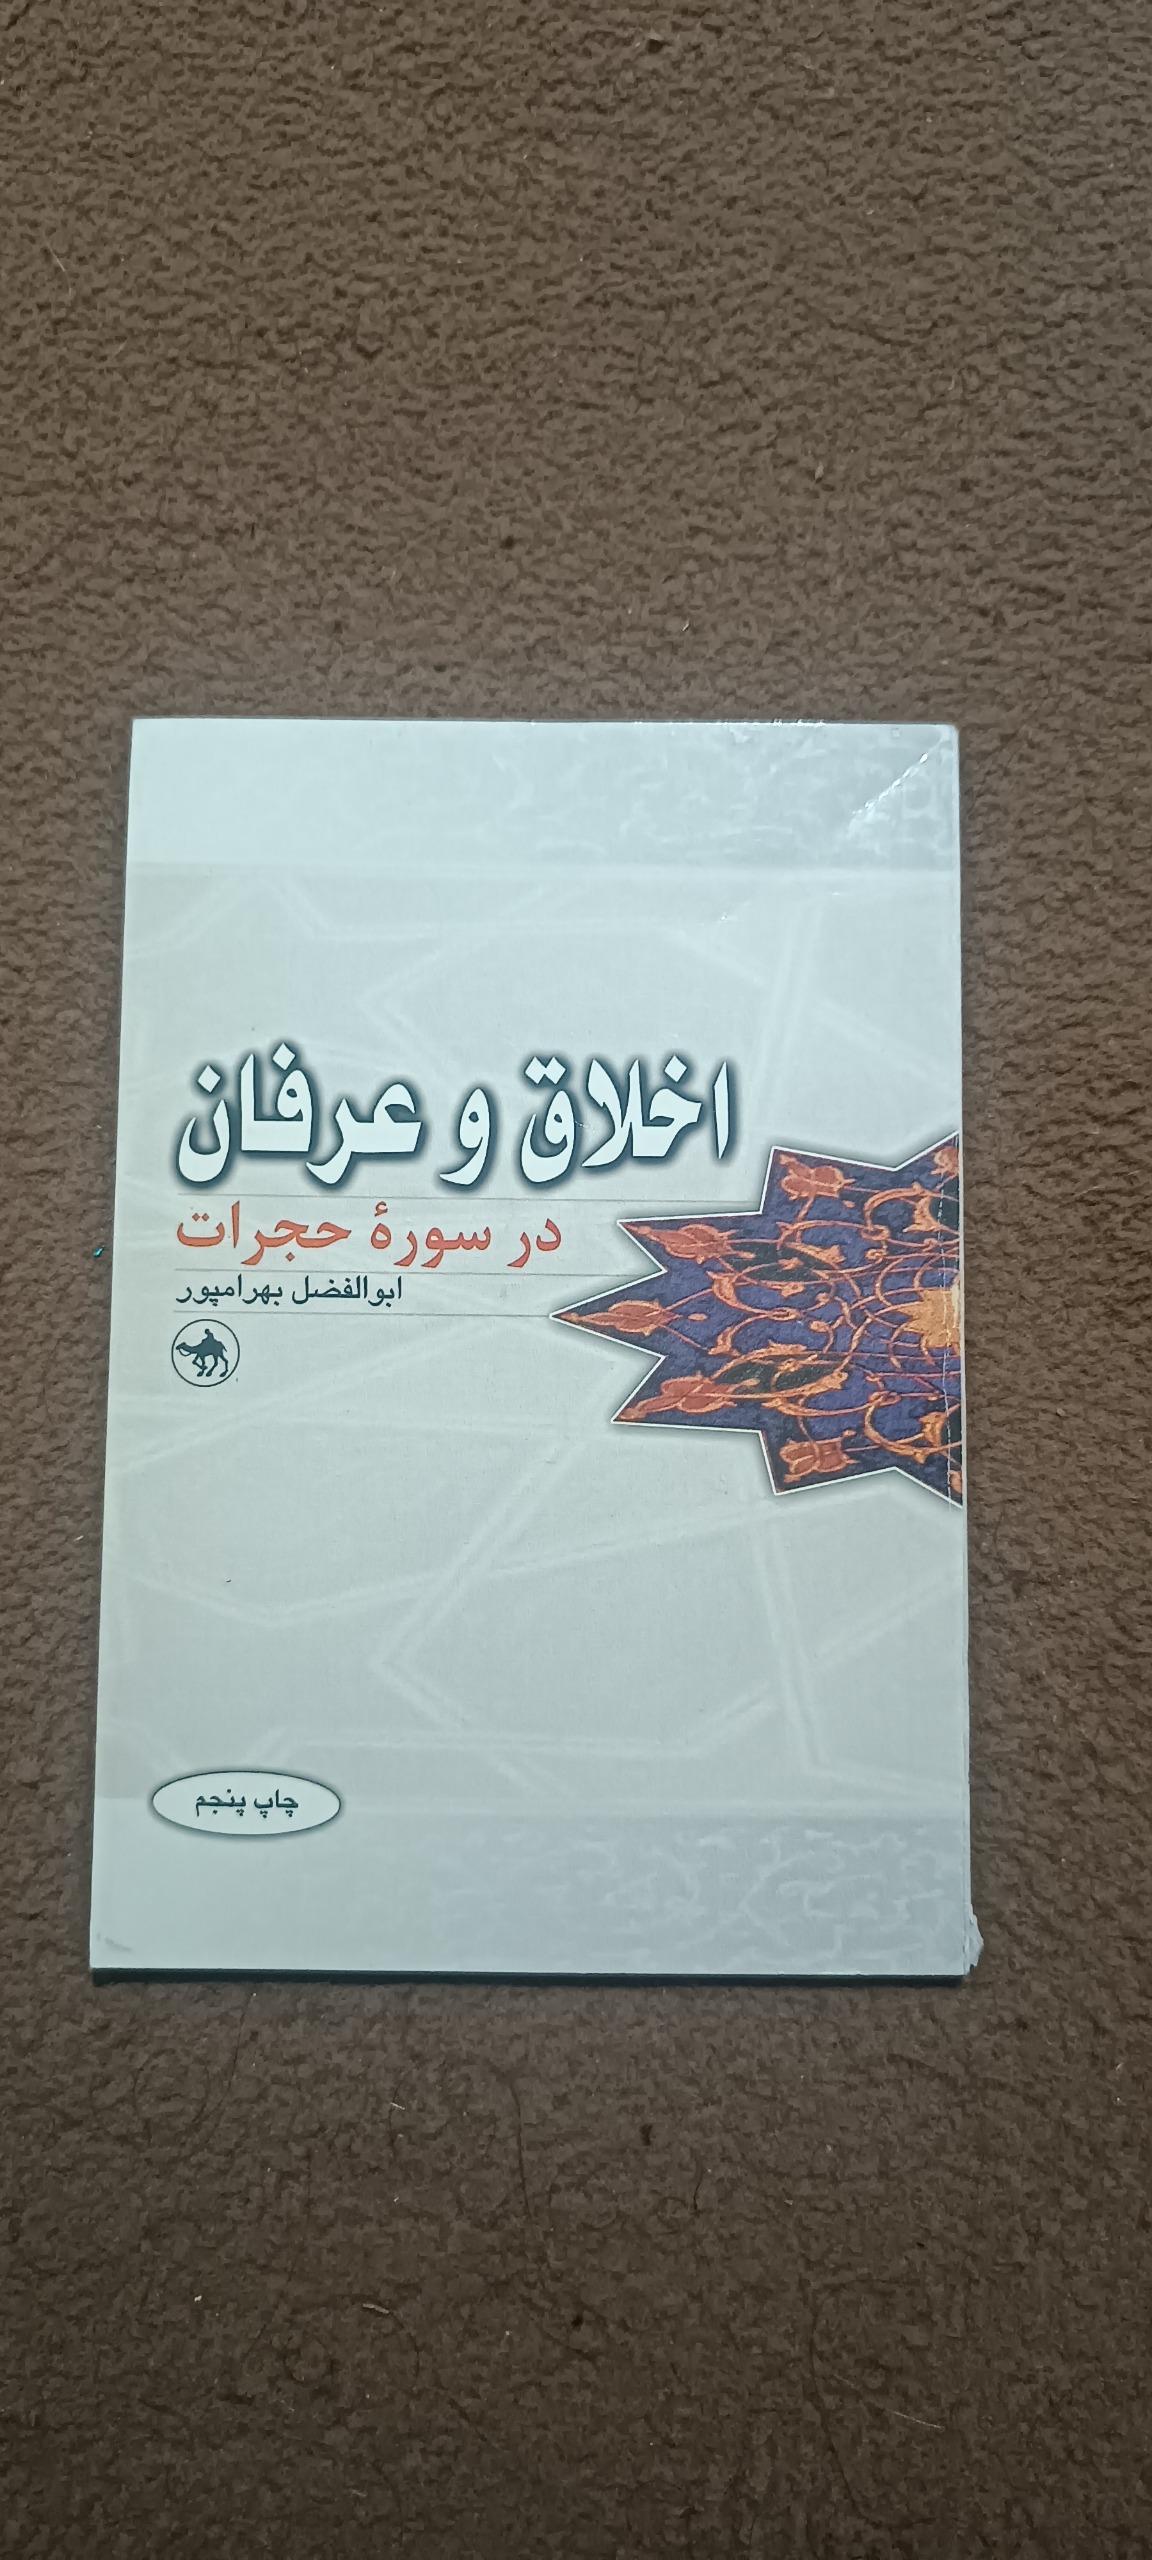 اخلاق و عرفان
در سورهٔ حجرات
ابوالفضل بهرامپور
چاپ پنجم